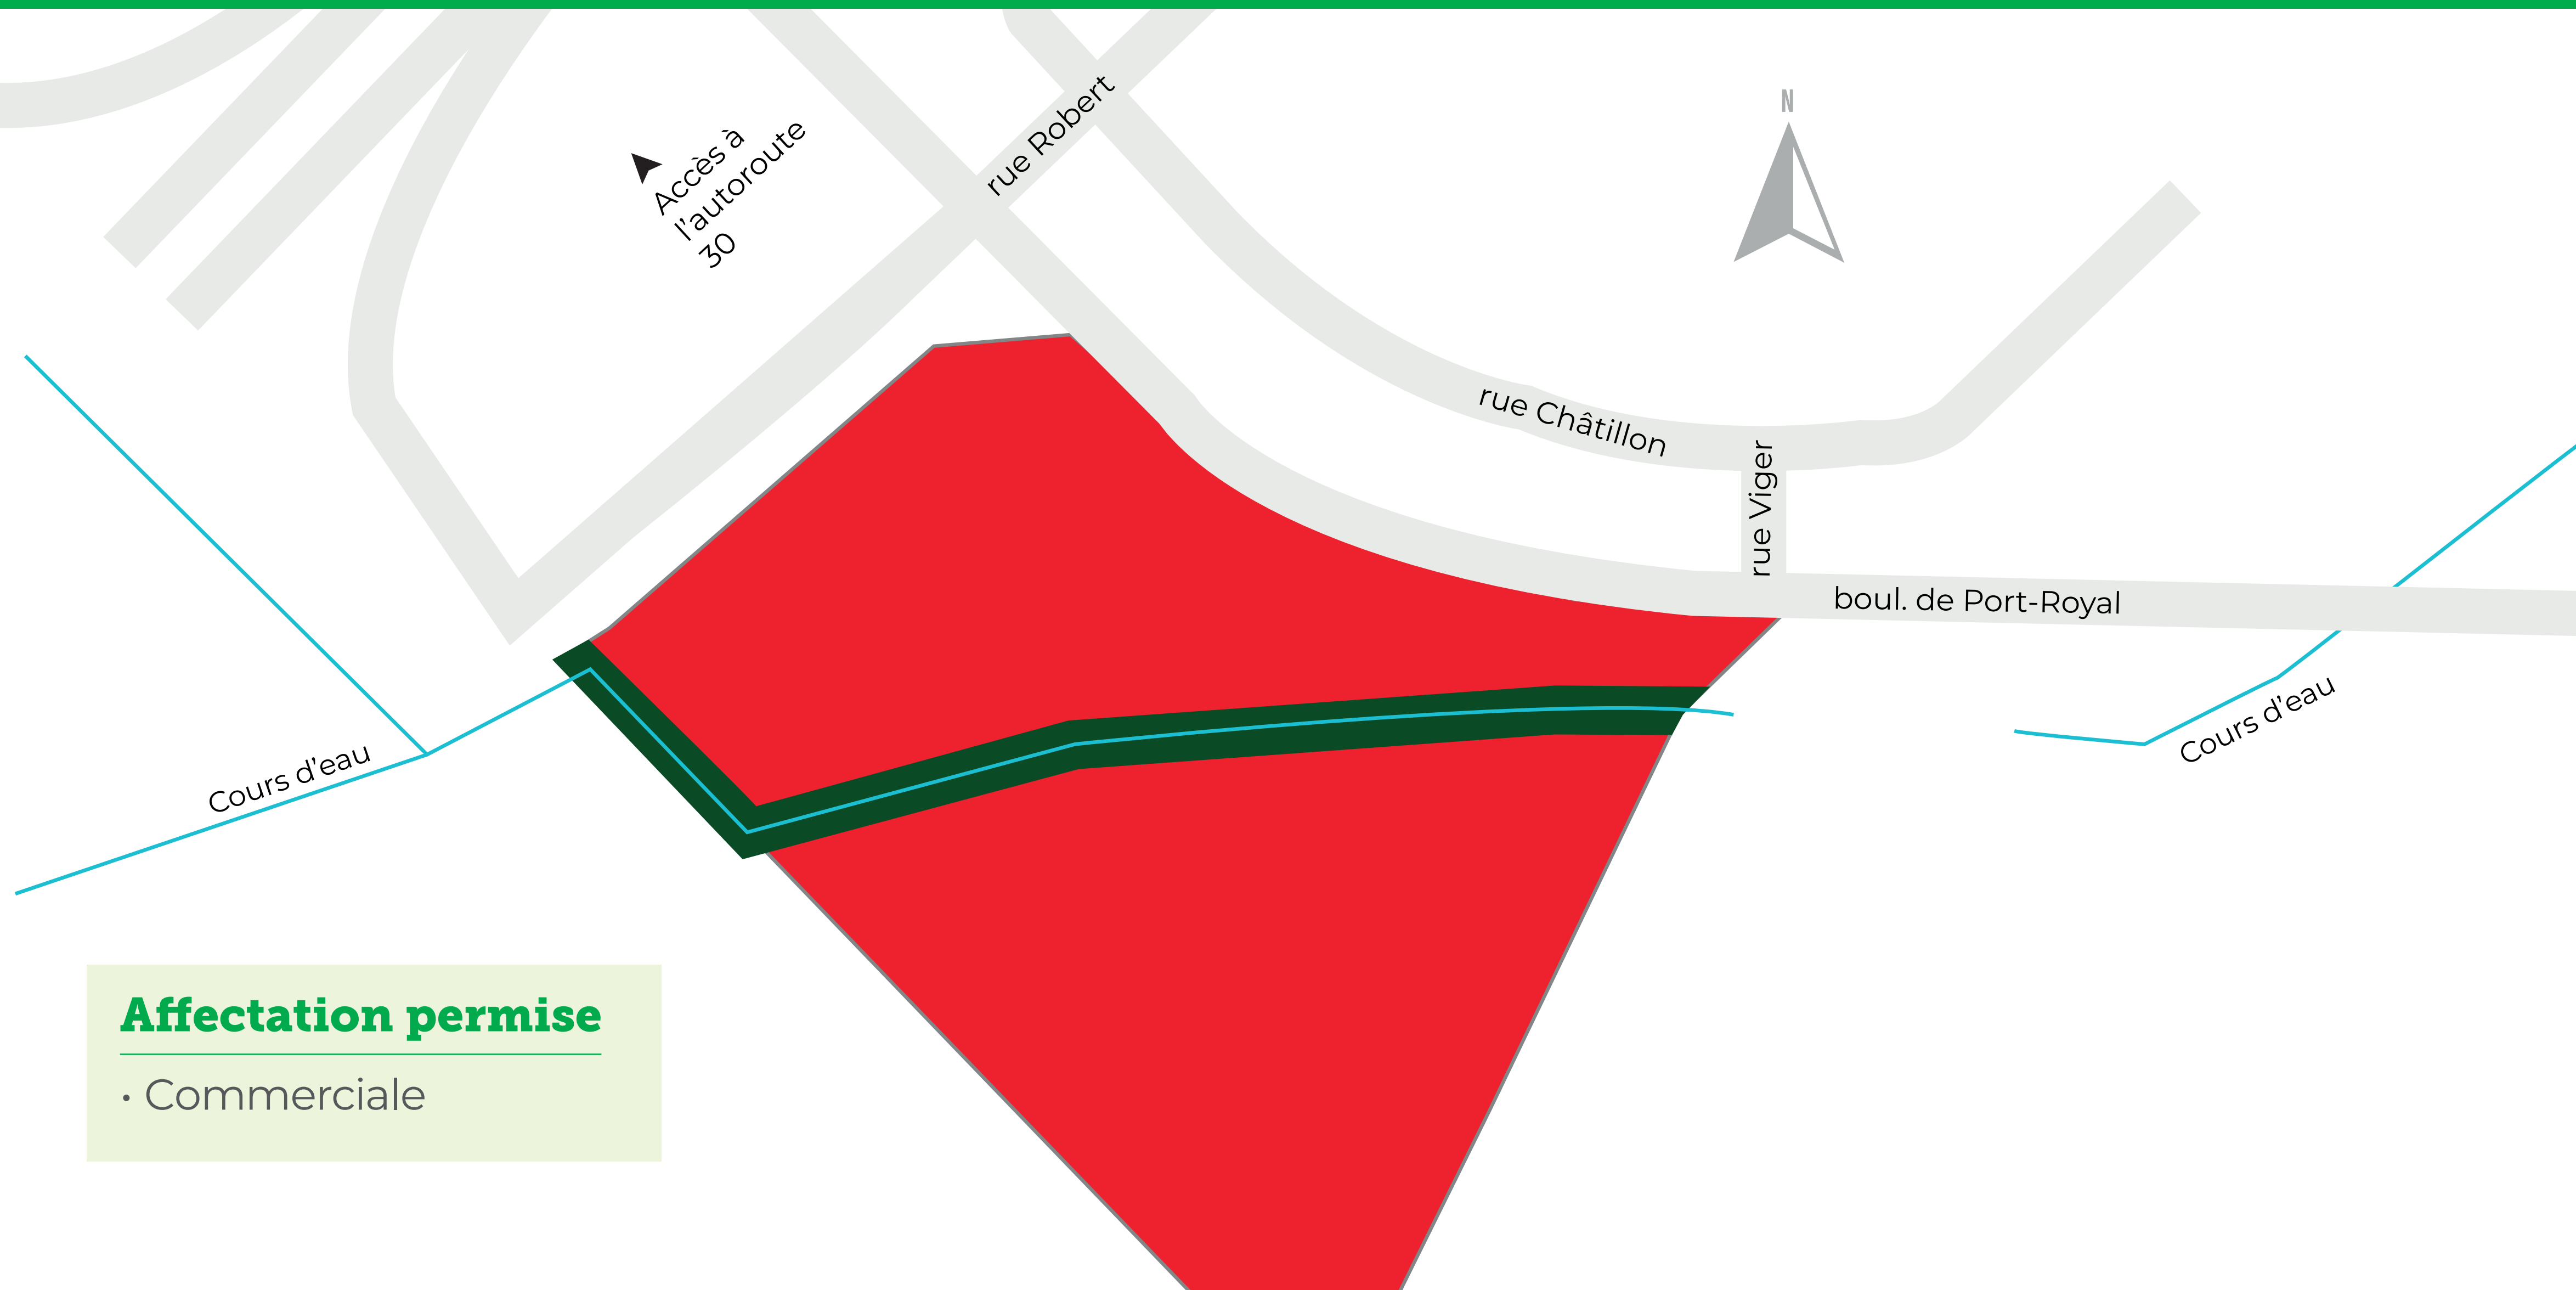 N
rue Robert
Accès à
l'autoroute
30
rue Châtillon
rue Viger
boul. de Port-Royal
Cours d'eau
Cours d'eau
Affectation permise
• Commerciale